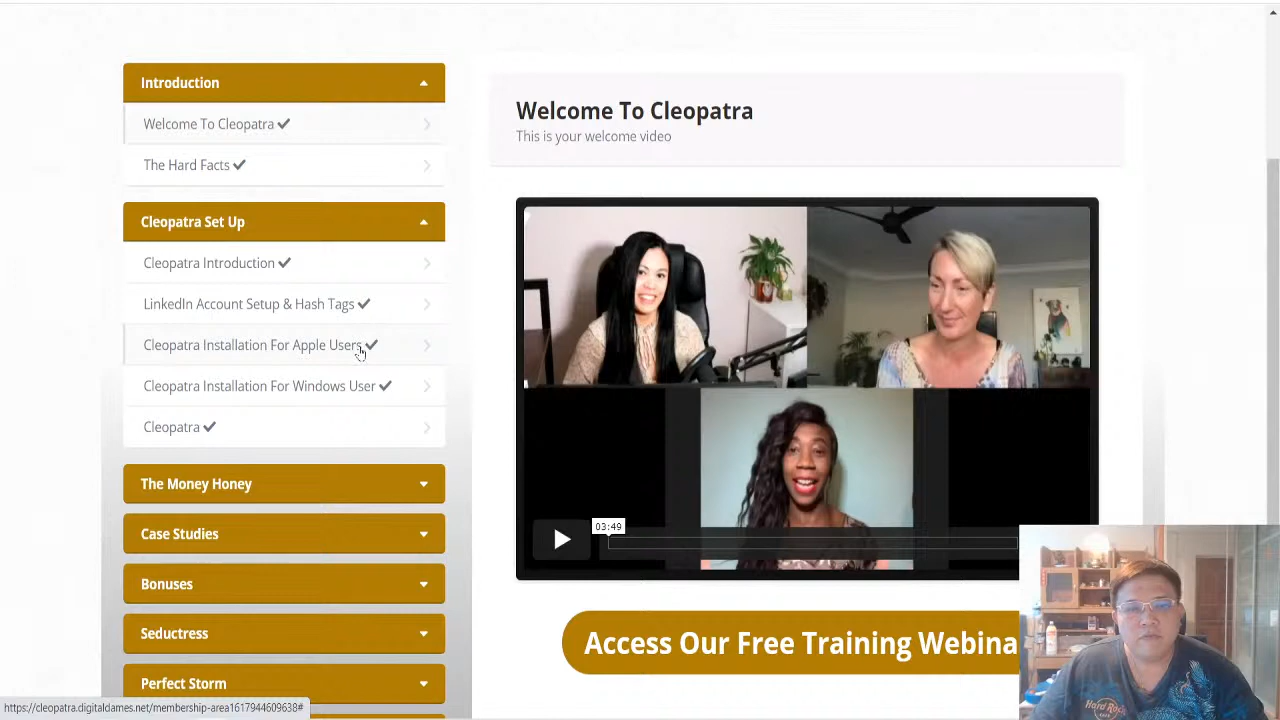 Introduction
Welcome To Cleopatra
The Hard Facts
Cleopatra Set Up
Cleopatra Introduction
LinkedIn Account Setup & Hash Tags
Cleopatra Installation For Apple Users
Cleopatra Installation For Windows User
Cleopatra
The Money Honey
Case Studies
Bonuses
Seductress
Perfect Storm
https://cleopatra.digitaldames.net/membership-area1617944609638#
Welcome To Cleopatra
This is your welcome video
03:49
Access Our Free Training Webina
Hard Rock